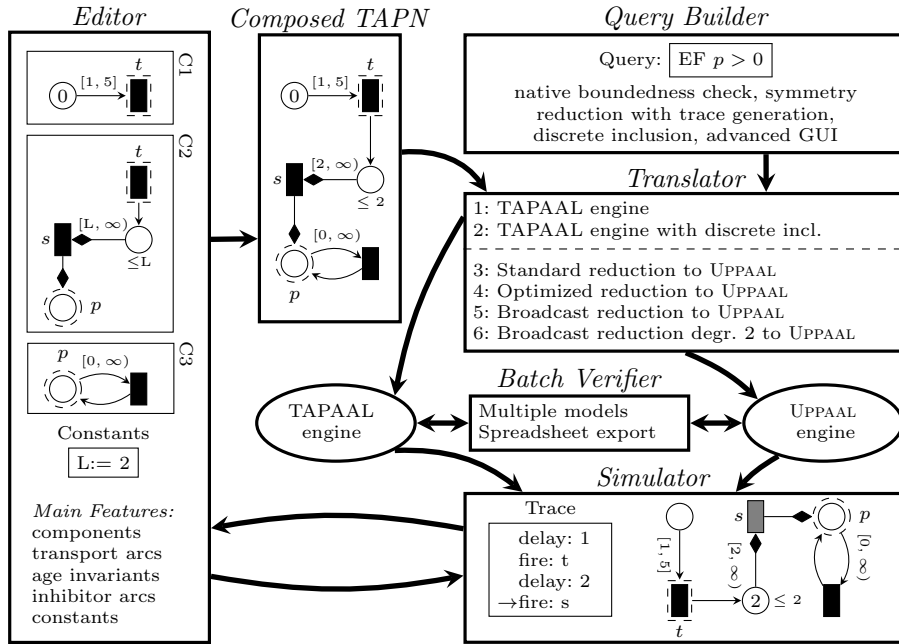 Editor
C1
t
0
[1, 5]
C2
t
[L, ∞)
s
≤L
p
C3
p
[0, ∞)
Constants
L:= 2
Main Features:
components
transport arcs
age invariants
inhibitor arcs
constants
Composed TAPN
t
0
[1, 5]
[2, ∞)
s
≤ 2
[0, ∞)
p
Query Builder
Query: EF p > 0
native boundedness check, symmetry
reduction with trace generation,
discrete inclusion, advanced GUI
Translator
1: TAPAAL engine
2: TAPAAL engine with discrete incl.
3: Standard reduction to UPPAAL
4: Optimized reduction to UPPAAL
5: Broadcast reduction to UPPAAL
6: Broadcast reduction degr. 2 to UPPAAL
Batch Verifier
TAPAAL
engine
Multiple models
Spreadsheet export
UPPAAL
engine
Simulator
Trace
delay: 1
fire: t
delay: 2
→fire: s
s
p
[1, 5]
[2, ∞)
[0, ∞)
2
≤ 2
t